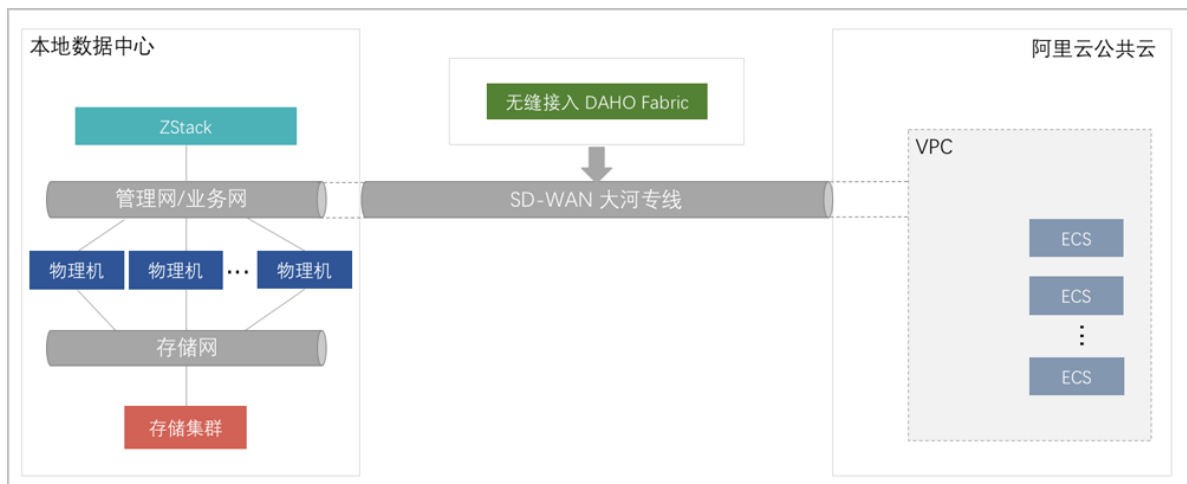 本地数据中心
阿里云公共云
无缝接入 DAHO Fabric
ZStack
VPC
管理网/业务网
SD-WAN 大河专线
ECS
物理机
物理机
...
物理机
ECS
...
存储网
ECS
存储集群